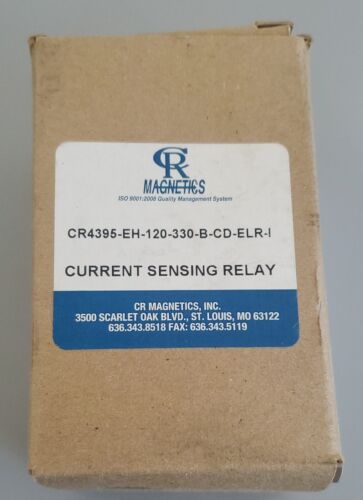 CR
MAGNETICS
ISO 9001:2008 Quality Management System
CR4395-EH-120-330-B-CD-ELR-I
CURRENT SENSING RELAY
CR MAGNETICS, INC.
3500 SCARLET OAK BLVD., ST. LOUIS, MO 63122
636.343.8518 FAX: 636.343.5119